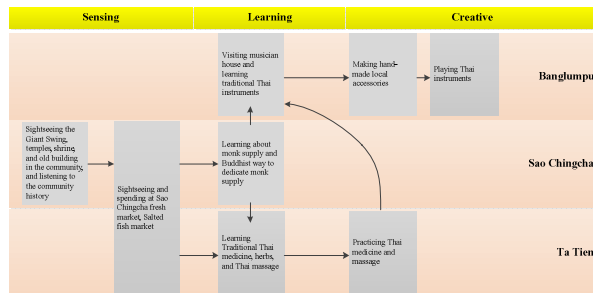 Sensing
Learning
Creative
Visiting musician
house and
learning
traditional Thai
instruments
Making hand-
made local
accessories
Playing Thai
instruments
Banglumpu
Sightseeing the
Giant Swing,
temples, shrine,
and old building
in the community,
and listening to
the community
history
Sightseeing and
spending at Sao
Chingcha fresh
market, Salted
fish market
Learning about
monk supply and
Buddhist way to
dedicate monk
supply
Sao Chingcha
Learning
Traditional Thai
medicine, herbs,
and Thai massage
Practicing Thai
medicine and
massage
Ta Tien